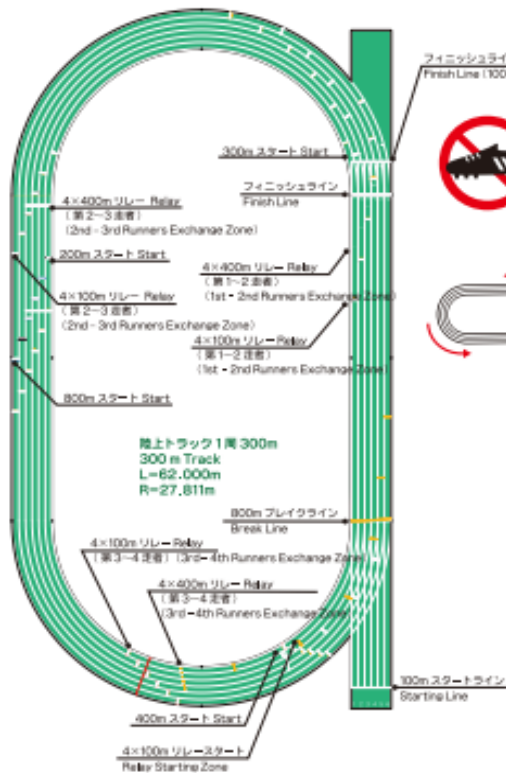 フィニッシュライ
Finish Line (100
300m スタート Start
フィニッシュライン
Finish Line
4×400m リレー Relay
(第2-3走者)
(2nd - 3rd Runners Exchange Zone)
200m スタート Start
4×400m リレー Relay
(第1-2走者)
(1st - 2nd Runners Exchange Zone)
4×100m リレー Relay
(第2-3走者)
(2nd - 3rd Runners Exchange Zone)
4×100m リレー Relay
(第1-2走者)
(1st - 2nd Runners Exchange Zone)
800m スタート Start
陸上トラック1周 300m
300 m Track
L=62.000m
R=27.811m
800m ブレイクライン
Break Line
4×100m リレー Relay
(第3-4走者) (3rd-4th Runners Exchange Zone)
4×400m リレー Relay
(第3-4走者)
(3rd-4th Runners Exchange Zone)
100m スタートライン
Starting Line
400m スタート Start
4×100m リレースタート
Relay Starting Zone